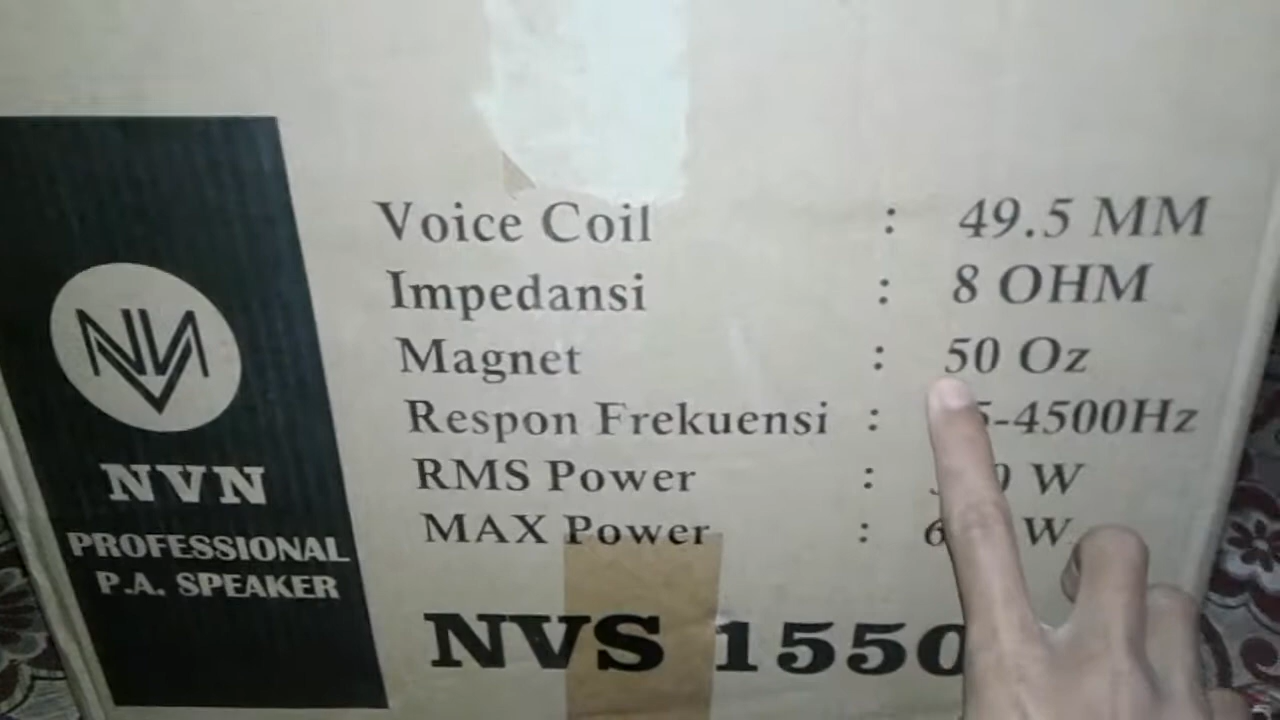 Voice Coil : 49.5 MM
Impedansi : 8 OHM
Magnet : 50 Oz
Respon Frekuensi : 5-4500Hz
RMS Power : W
MAX Power : W
NVN
PROFESSIONAL
P.A. SPEAKER
NVS 1550